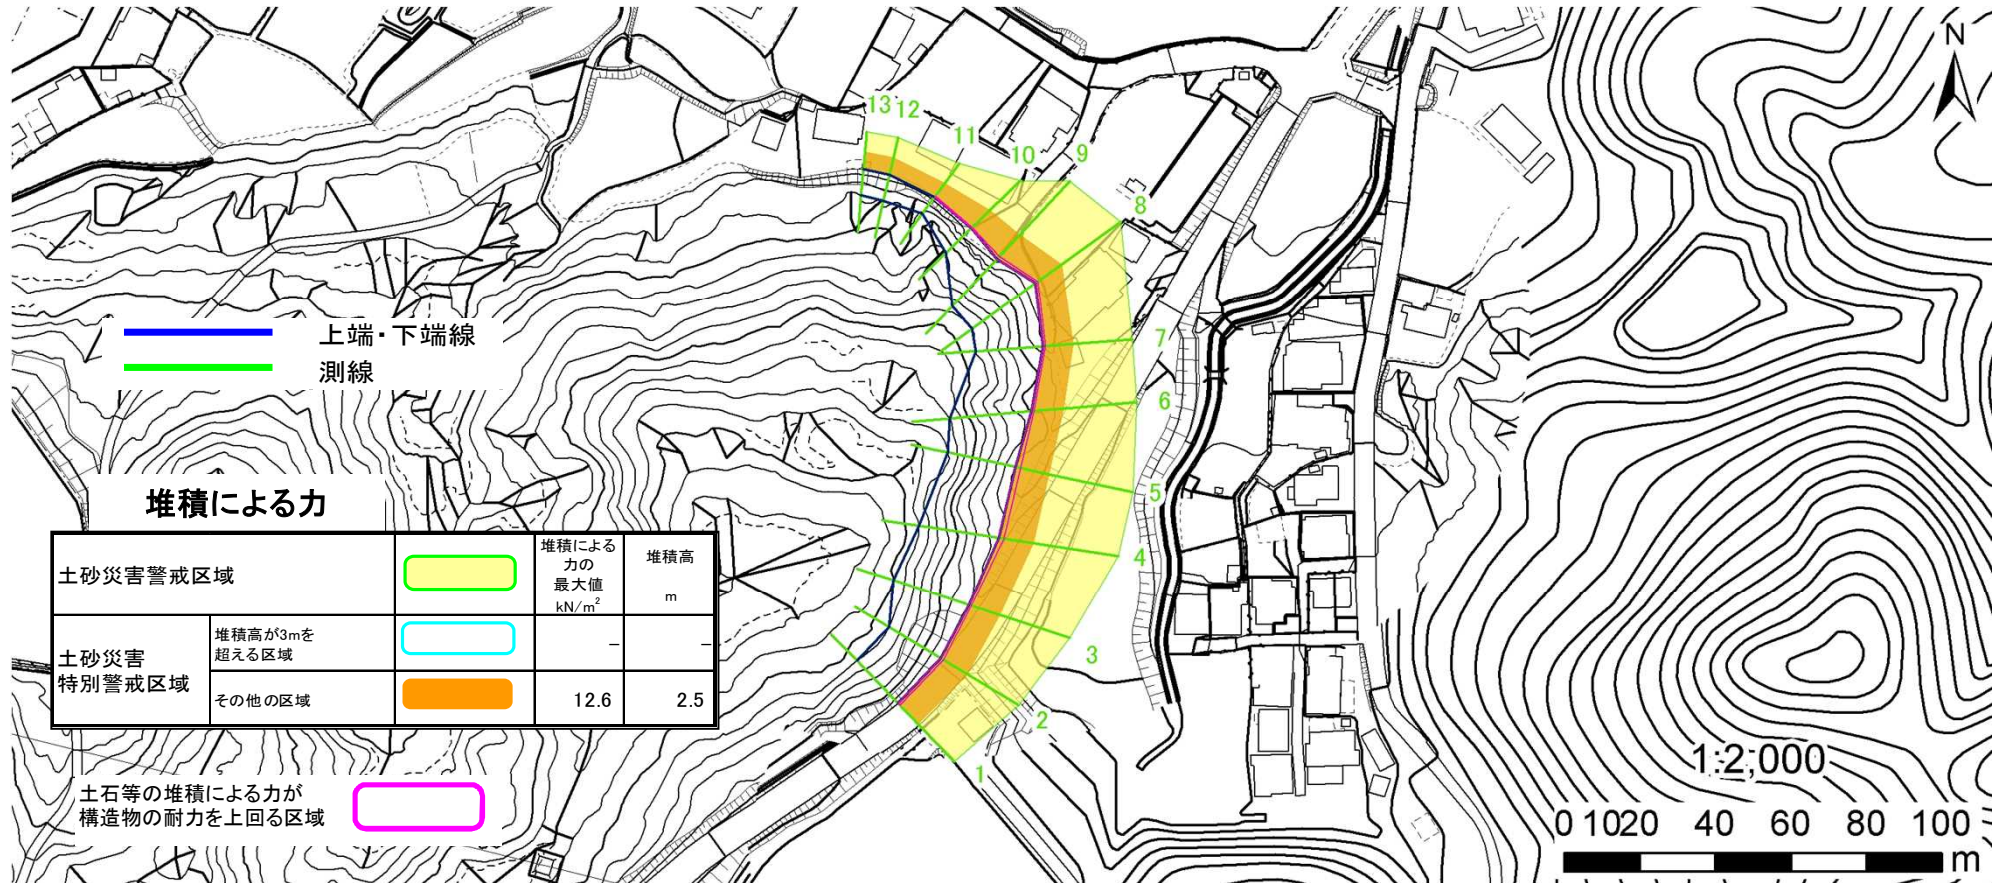 N
13 12
11
10
9
8
7
6
5
4
3
2
1
上端・下端線
測線
堆積による力
堆積による
力の
最大値
kN/m²
堆積高
m
土砂災害警戒区域
土砂災害
特別警戒区域
堆積高が3mを
超える区域
－ －
その他の区域 12.6 2.5
土石等の堆積による力が
構造物の耐力を上回る区域
1:2,000
0 10 20 40 60 80 100
m